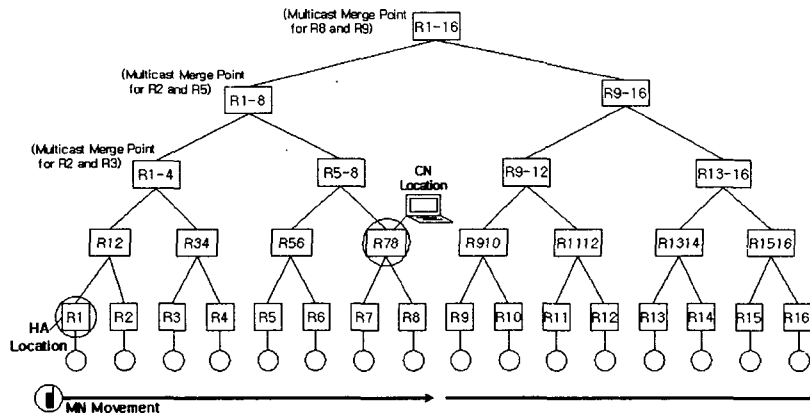 (Multicast Merge Point
for R8 and R9)
R1-16
(Multicast Merge Point
for R2 and R5)
R1-8
R9-16
(Multicast Merge Point
for R2 and R3)
R1-4
R5-8
CN
Location
R9-12
R13-16
R12
R34
R56
R78
R910
R1112
R1314
R1516
R1
R2
R3
R4
R5
R6
R7
R8
R9
R10
R11
R12
R13
R14
R15
R16
HA
Location
MN Movement